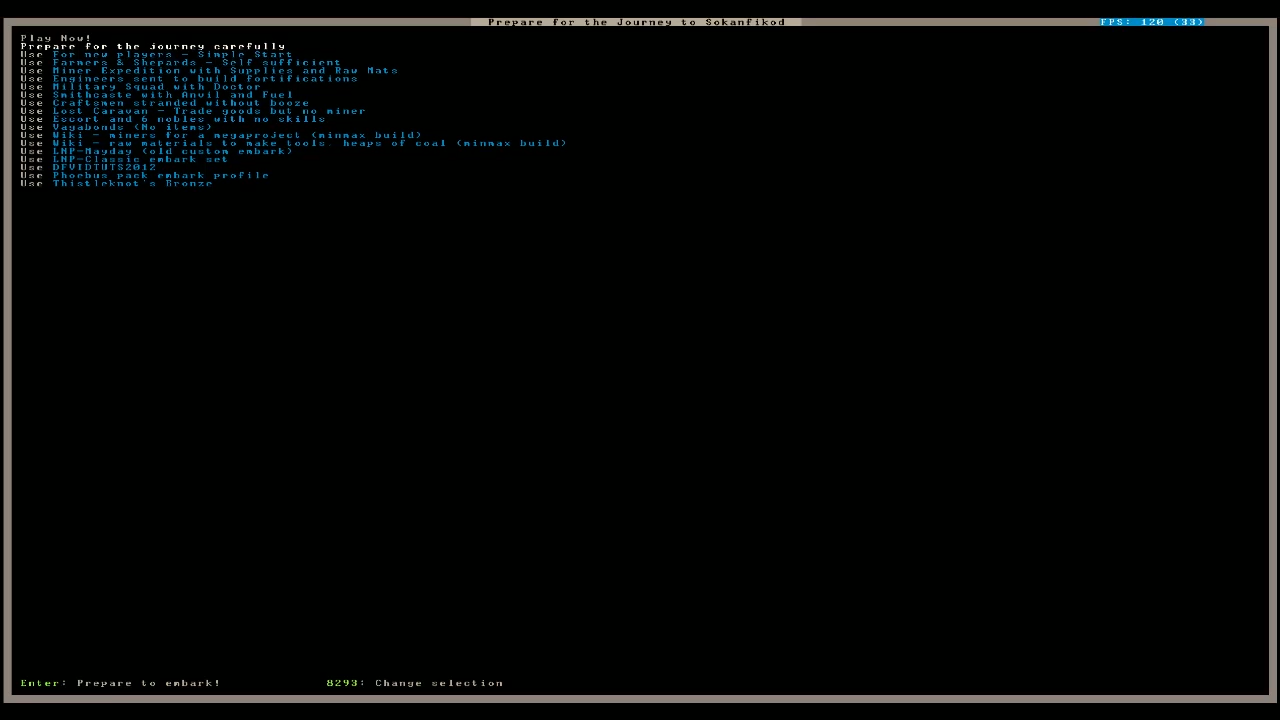 Prepare for the Journey to Sokanfikod
FPS: 120 (33)
Play Now!
Prepare for the journey carefully
Use For new players - Simple Start
Use Farmers & Shepards - Self sufficient
Use Miner Expedition with Supplies and Raw Mats
Use Engineers sent to build fortifications
Use Military Squad with Doctor
Use Smithcaste with Anvil and Fuel
Use Craftsmen stranded without booze
Use Lost Caravan - Trade goods but no miner
Use Escort and 6 nobles with no skills
Use Vagabonds (No items)
Use Wiki - miners for a megaproject (minmax build)
Use Wiki - raw materials to make tools, heaps of coal (minmax build)
Use LNP-Mayday (old custom embark)
Use LNP-Classic embark set
Use DFVIDTUTS2012
Use Phoebus pack embark profile
Use Thistleknot's Bronze
Enter: Prepare to embark! 8293: Change selection